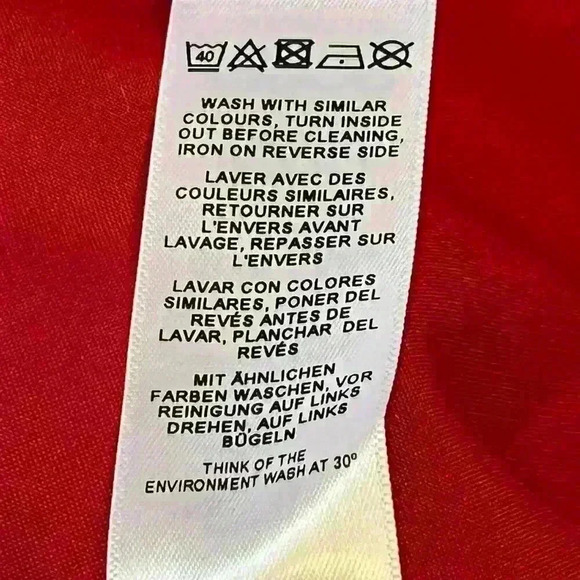 40
WASH WITH SIMILAR
COLOURS, TURN INSIDE
OUT BEFORE CLEANING,
IRON ON REVERSE SIDE
LAVER AVEC DES
COULEURS SIMILAIRES,
RETOURNER SUR
L'ENVERS AVANT
LAVAGE, REPASSER SUR
L'ENVERS
LAVAR CON COLORES
SIMILARES, PONER DEL
REVÉS ANTES DE
LAVAR, PLANCHAR DEL
REVÉS
MIT ÄHNLICHEN
FARBEN WASCHEN, VOR
REINIGUNG AUF LINKS
DREHEN, AUF LINKS
BÜGELN
THINK OF THE
ENVIRONMENT WASH AT 30º